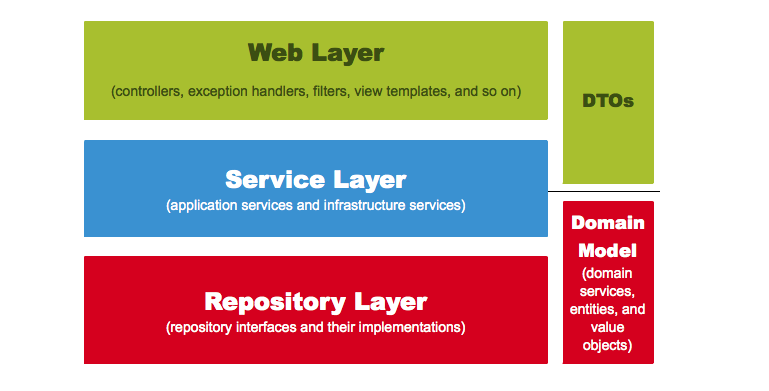 Web Layer
(controllers, exception handlers, filters, view templates, and so on)
DTOs
Service Layer
(application services and infrastructure services)
Repository Layer
(repository interfaces and their implementations)
Domain
Model
(domain
services,
entities, and
value
objects)